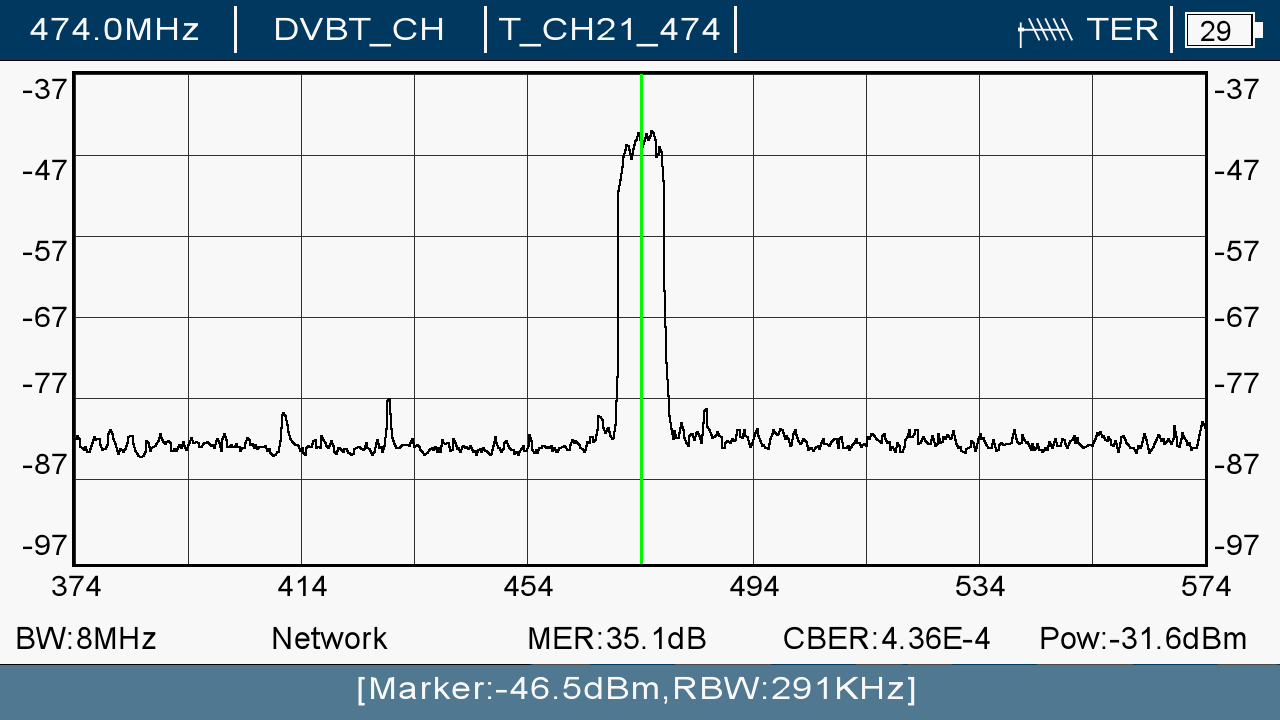 474.0MHz DVBT_CH T_CH21_474 TER 29
-37 -37
-47 -47
-57 -57
-67 -67
-77 -77
-87 -87
-97 -97
374 414 454 494 534 574
BW:8MHz Network MER:35.1dB CBER:4.36E-4 Pow:-31.6dBm
[Marker:-46.5dBm,RBW:291KHz]